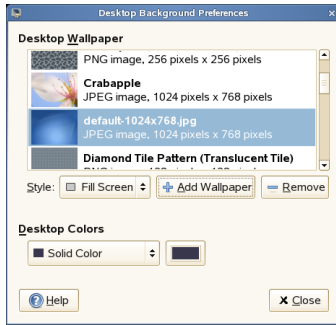 Desktop Background Preferences
Desktop Wallpaper
PNG image, 256 pixels x 256 pixels
Crabapple
JPEG image, 1024 pixels x 768 pixels
default-1024x768.jpg
JPEG image, 1024 pixels x 768 pixels
Diamond Tile Pattern (Translucent Tile)
Style: Fill Screen Add Wallpaper Remove
Desktop Colors
Solid Color
Help Close